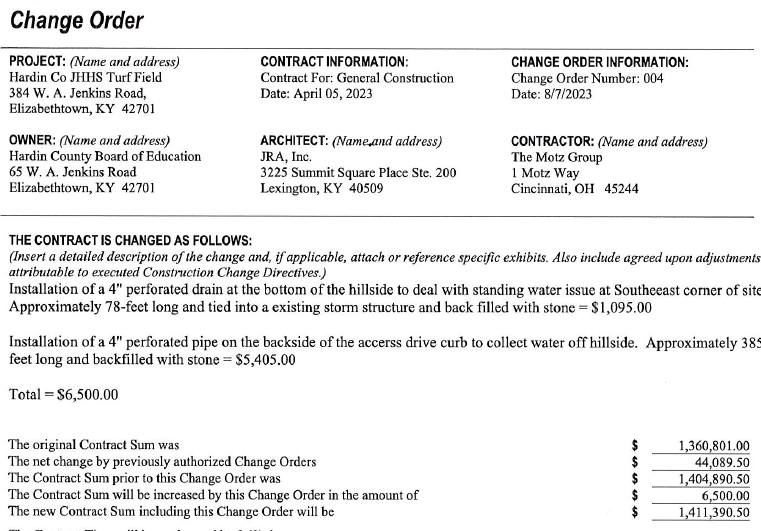 Change Order
PROJECT: (Name and address)
Hardin Co JHHS Turf Field
384 W. A. Jenkins Road,
Elizabethtown, KY 42701
CONTRACT INFORMATION:
Contract For: General Construction
Date: April 05, 2023
CHANGE ORDER INFORMATION:
Change Order Number: 004
Date: 8/7/2023
OWNER: (Name and address)
Hardin County Board of Education
65 W. A. Jenkins Road
Elizabethtown, KY 42701
ARCHITECT: (Name and address)
JRA, Inc.
3225 Summit Square Place Ste. 200
Lexington, KY 40509
CONTRACTOR: (Name and address)
The Motz Group
1 Motz Way
Cincinnati, OH 45244
THE CONTRACT IS CHANGED AS FOLLOWS:
(Insert a detailed description of the change and, if applicable, attach or reference specific exhibits. Also include agreed upon adjustments
attributable to executed Construction Change Directives.)
Installation of a 4" perforated drain at the bottom of the hillside to deal with standing water issue at Southeeast corner of site
Approximately 78-feet long and tied into a existing storm structure and back filled with stone = $1,095.00
Installation of a 4" perforated pipe on the backside of the accerss drive curb to collect water off hillside. Approximately 385
feet long and backfilled with stone = $5,405.00
Total = $6,500.00
The original Contract Sum was $ 1,360,801.00
The net change by previously authorized Change Orders $ 44,089.50
The Contract Sum prior to this Change Order was $ 1,404,890.50
The Contract Sum will be increased by this Change Order in the amount of $ 6,500.00
The new Contract Sum including this Change Order will be $ 1,411,390.50